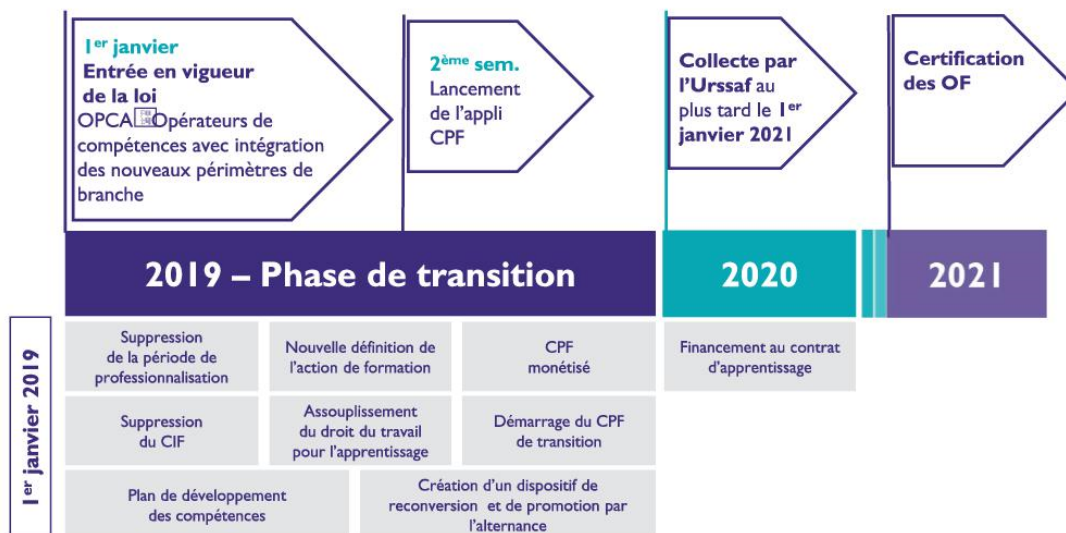 1er janvier
Entrée en vigueur
de la loi
OPCA Opérateurs de
compétences avec intégration
des nouveaux périmètres de
branche
2ème sem.
Lancement
de l'appli
CPF
Collecte par
l'Urssaf au
plus tard le 1er
janvier 2021
Certification
des OF
2019 – Phase de transition
2020
2021
1er janvier 2019
Suppression
de la période de
professionnalisation
Nouvelle définition de
l'action de formation
CPF
monétisé
Financement au contrat
d'apprentissage
Suppression
du CIF
Assouplissement
du droit du travail
pour l'apprentissage
Démarrage du CPF
de transition
Plan de développement
des compétences
Création d'un dispositif de
reconversion et de promotion par
l'alternance